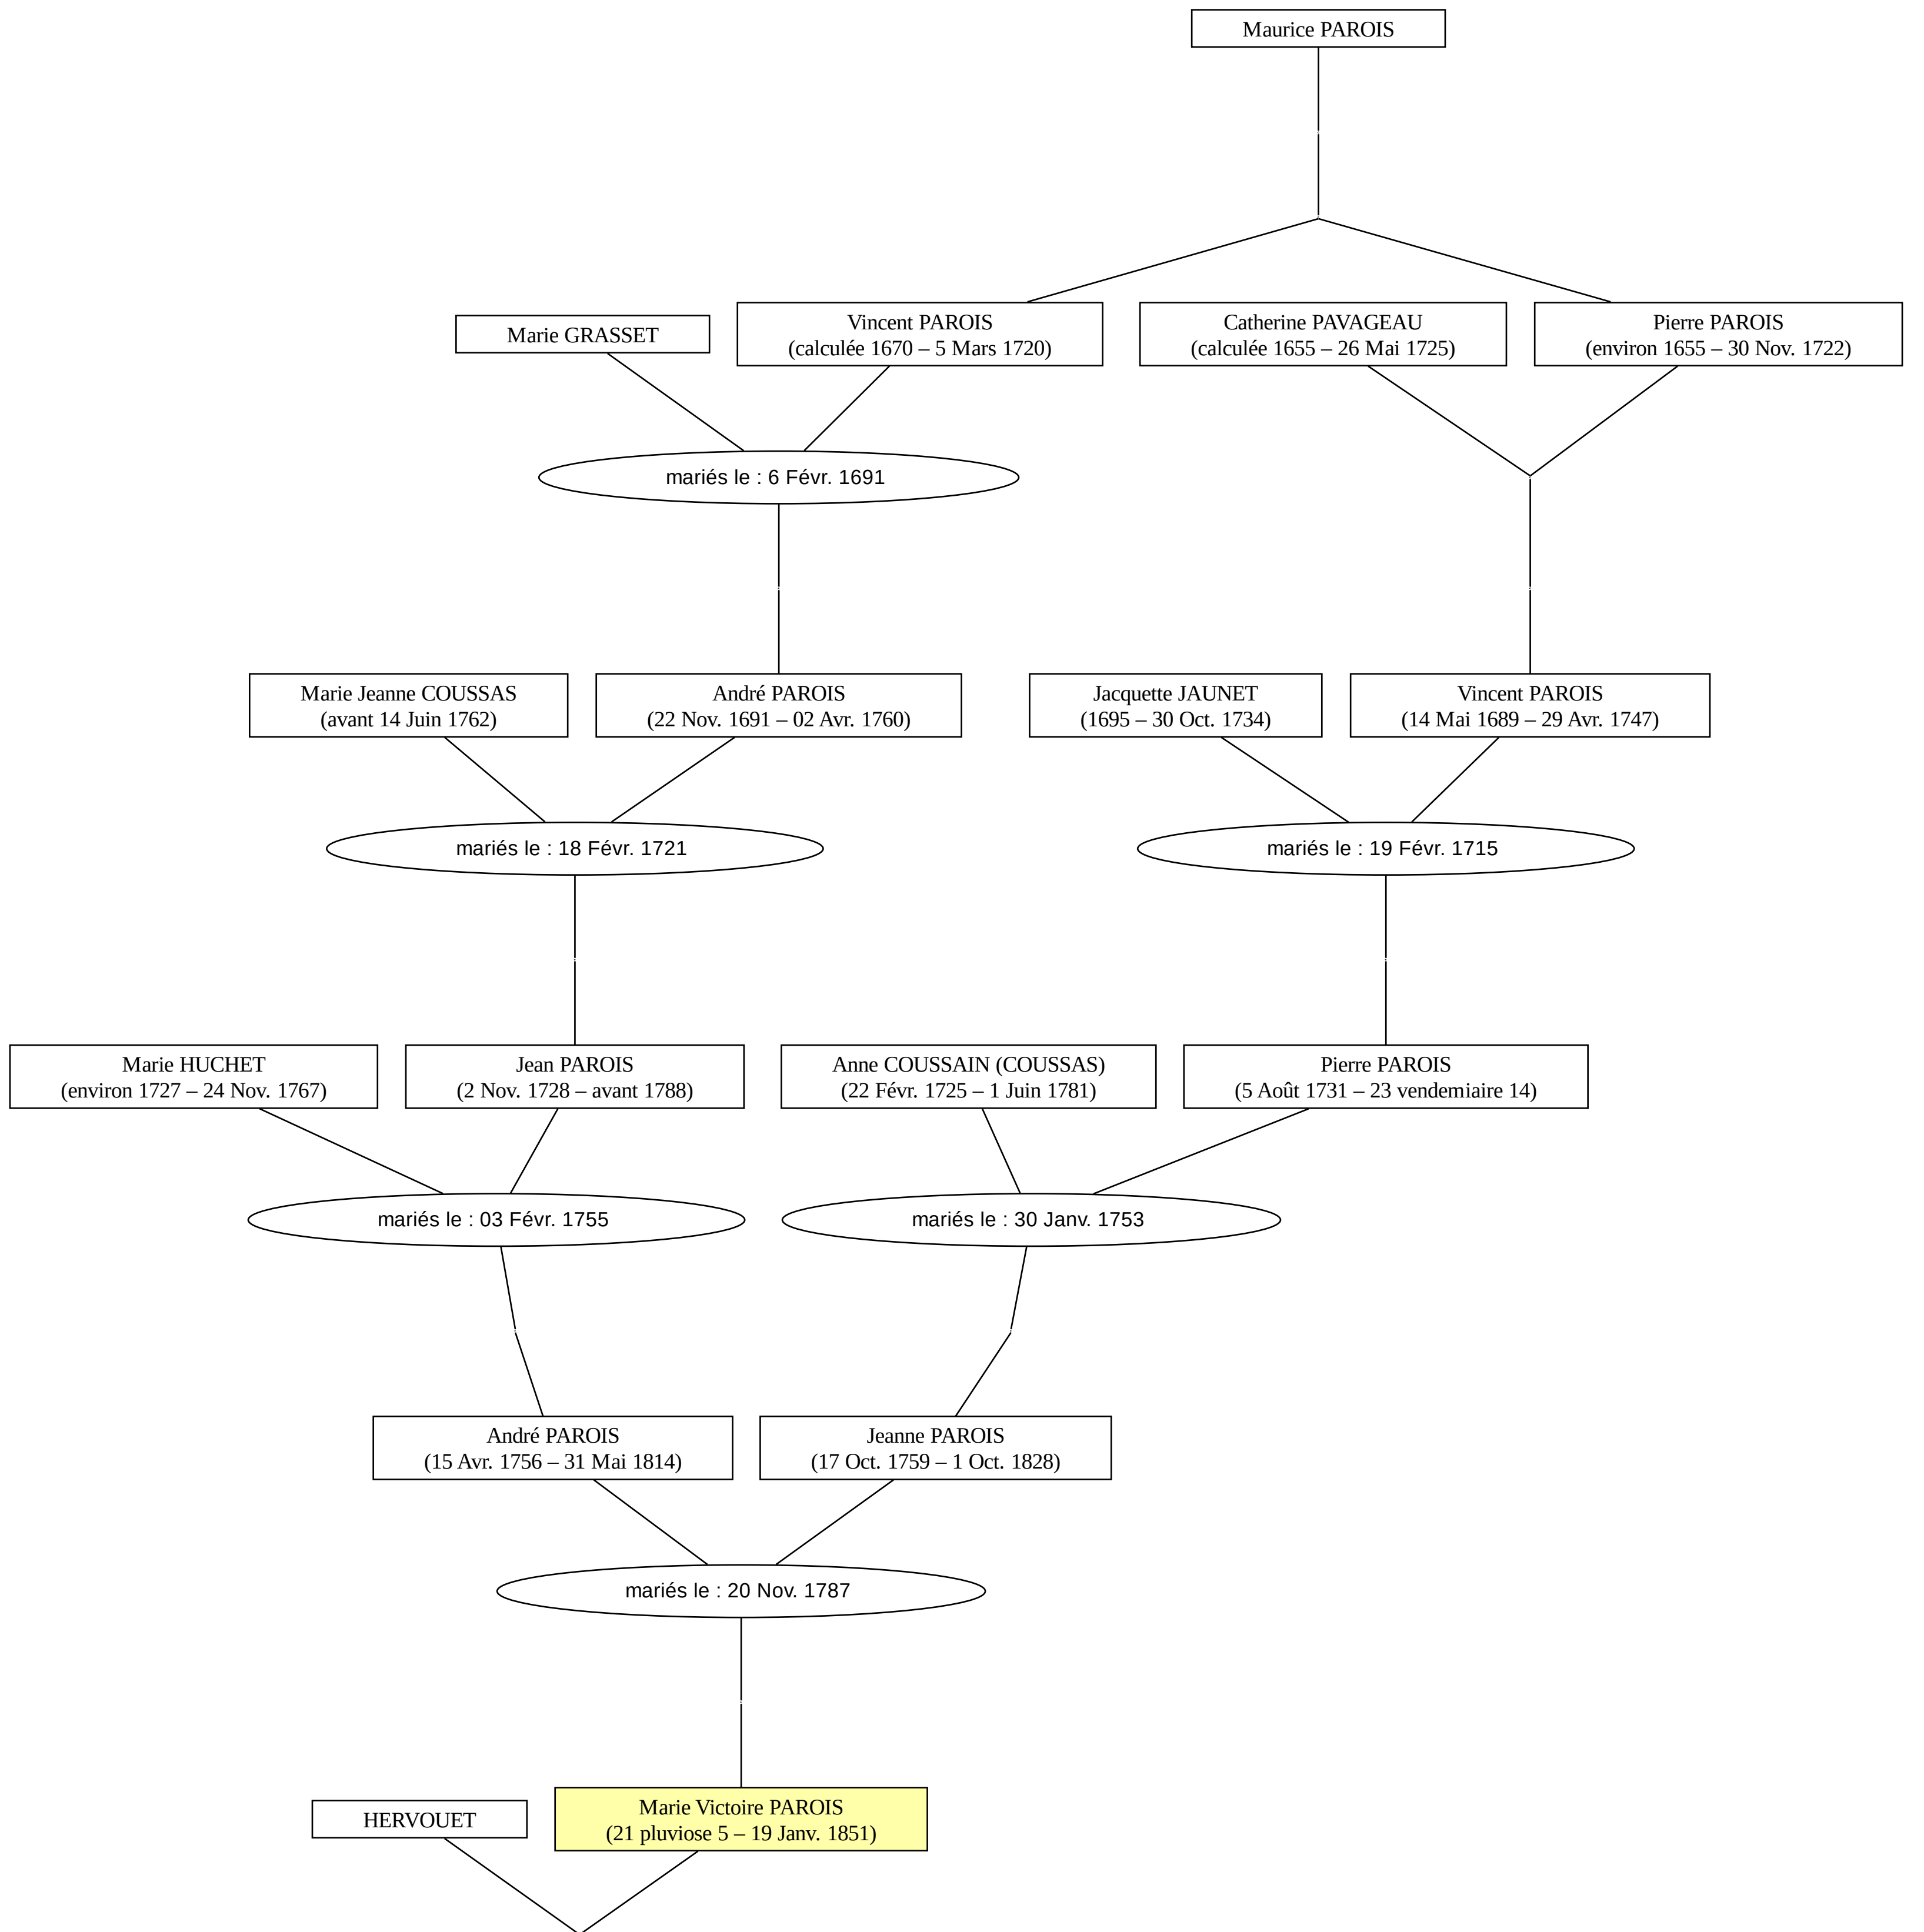 Maurice PAROIS
Marie GRASSET
Vincent PAROIS
(calculée 1670 – 5 Mars 1720)
Catherine PAVAGEAU
(calculée 1655 – 26 Mai 1725)
Pierre PAROIS
(environ 1655 – 30 Nov. 1722)
mariés le : 6 Févr. 1691
Marie Jeanne COUSSAS
(avant 14 Juin 1762)
André PAROIS
(22 Nov. 1691 – 02 Avr. 1760)
Jacquette JAUNET
(1695 – 30 Oct. 1734)
Vincent PAROIS
(14 Mai 1689 – 29 Avr. 1747)
mariés le : 18 Févr. 1721
mariés le : 19 Févr. 1715
Marie HUCHET
(environ 1727 – 24 Nov. 1767)
Jean PAROIS
(2 Nov. 1728 – avant 1788)
Anne COUSSAIN (COUSSAS)
(22 Févr. 1725 – 1 Juin 1781)
Pierre PAROIS
(5 Août 1731 – 23 vendemiaire 14)
mariés le : 03 Févr. 1755
mariés le : 30 Janv. 1753
André PAROIS
(15 Avr. 1756 – 31 Mai 1814)
Jeanne PAROIS
(17 Oct. 1759 – 1 Oct. 1828)
mariés le : 20 Nov. 1787
HERVOUET
Marie Victoire PAROIS
(21 pluviose 5 – 19 Janv. 1851)